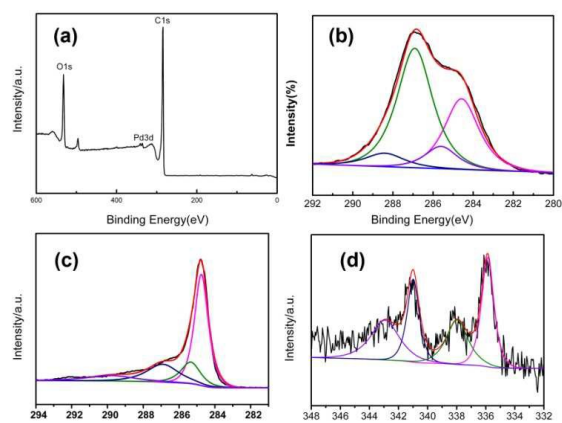 (a)
C1s
O1s
Pd3d
Intensity/a.u.
600 400 200 0
Binding Energy(eV)
(b)
Intensity(%)
292 290 288 286 284 282 280
Binding Energy(eV)
(c)
Intensity/a.u.
294 292 290 288 286 284 282
(d)
Intensity/a.u.
348 346 344 342 340 338 336 334 332